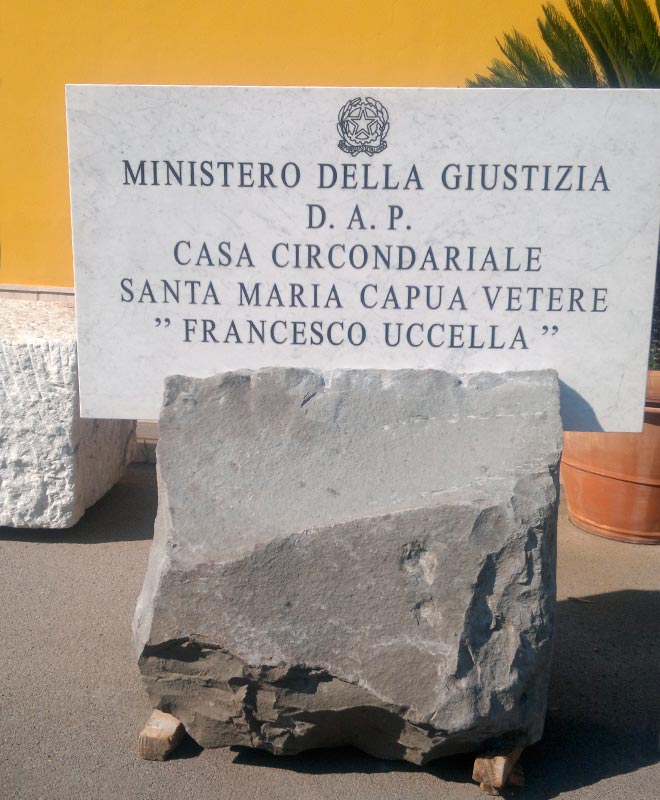 MINISTERO DELLA GIUSTIZIA
D. A. P.
CASA CIRCONDARIALE
SANTA MARIA CAPUA VETERE
” FRANCESCO UCCELLA ”